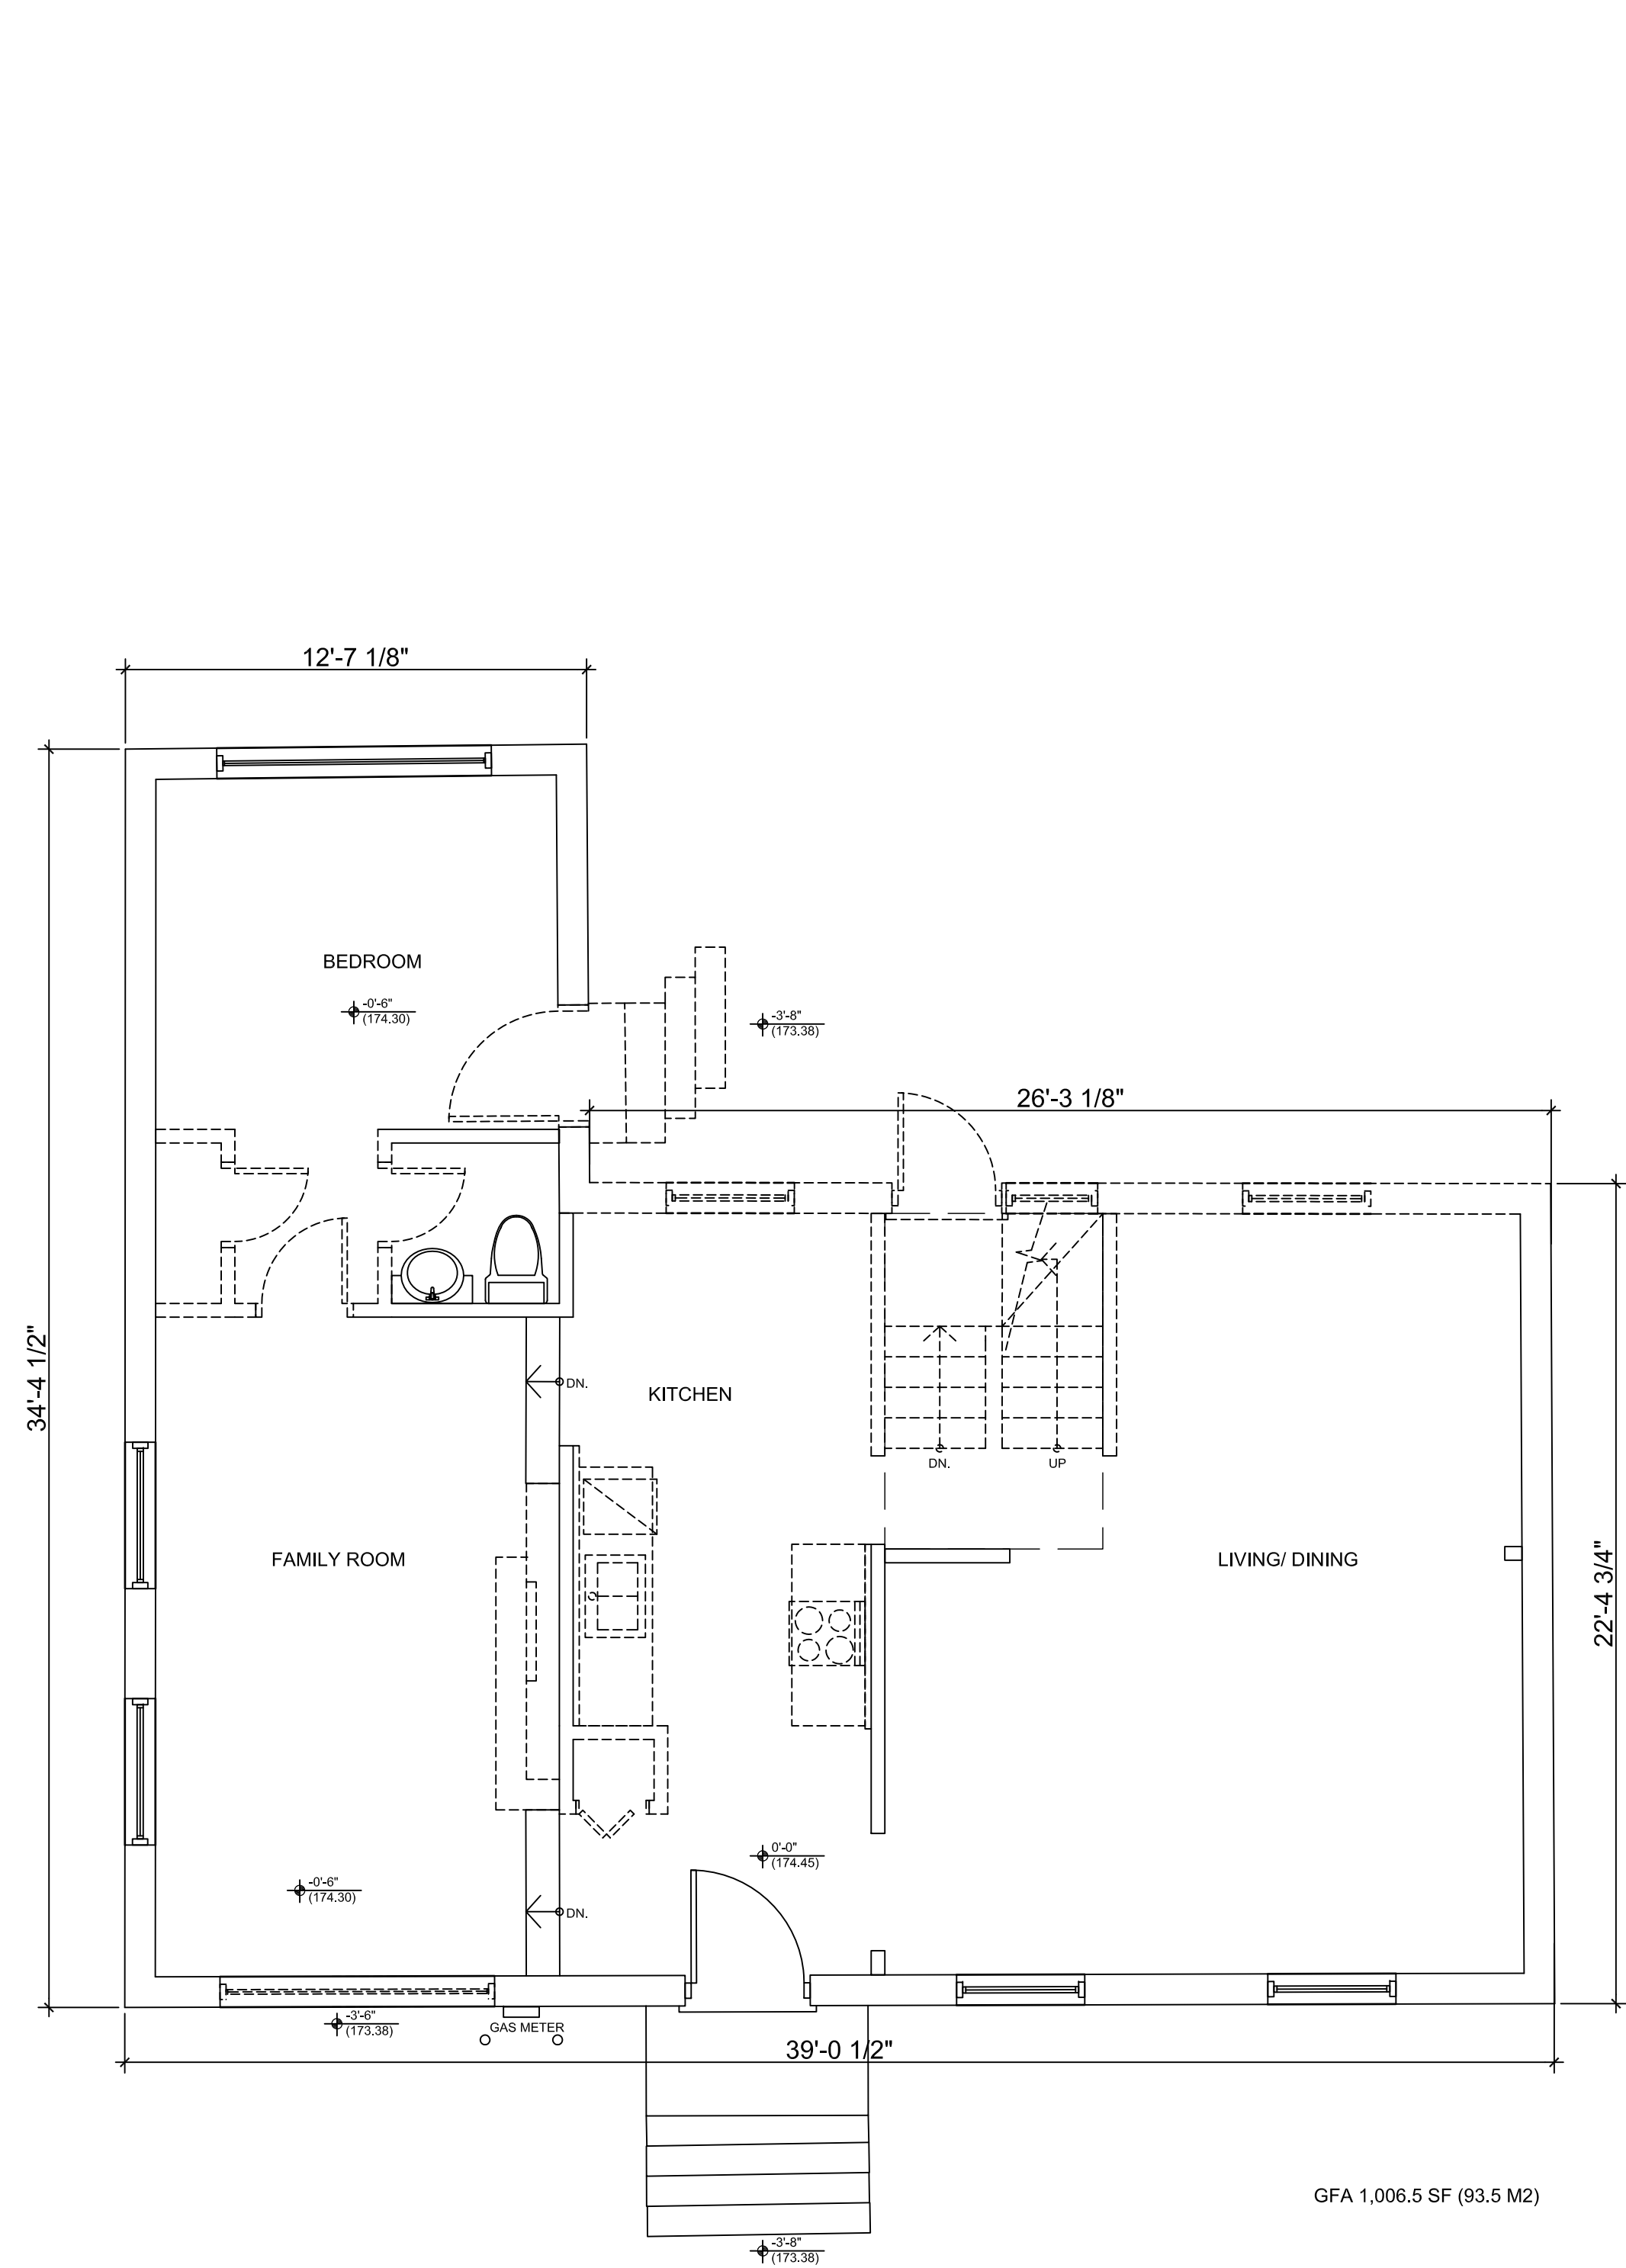 12'-7 1/8"
BEDROOM
-0'-6"
(174.30)
-3'-8"
(173.38)
26'-3 1/8"
34'-4 1/2"
DN.
KITCHEN
DN.
UP
FAMILY ROOM
LIVING/ DINING
22'-4 3/4"
0'-0"
(174.45)
-0'-6"
(174.30)
DN.
-3'-6"
(173.38)
GAS METER
39'-0 1/2"
GFA 1,006.5 SF (93.5 M2)
-3'-8"
(173.38)